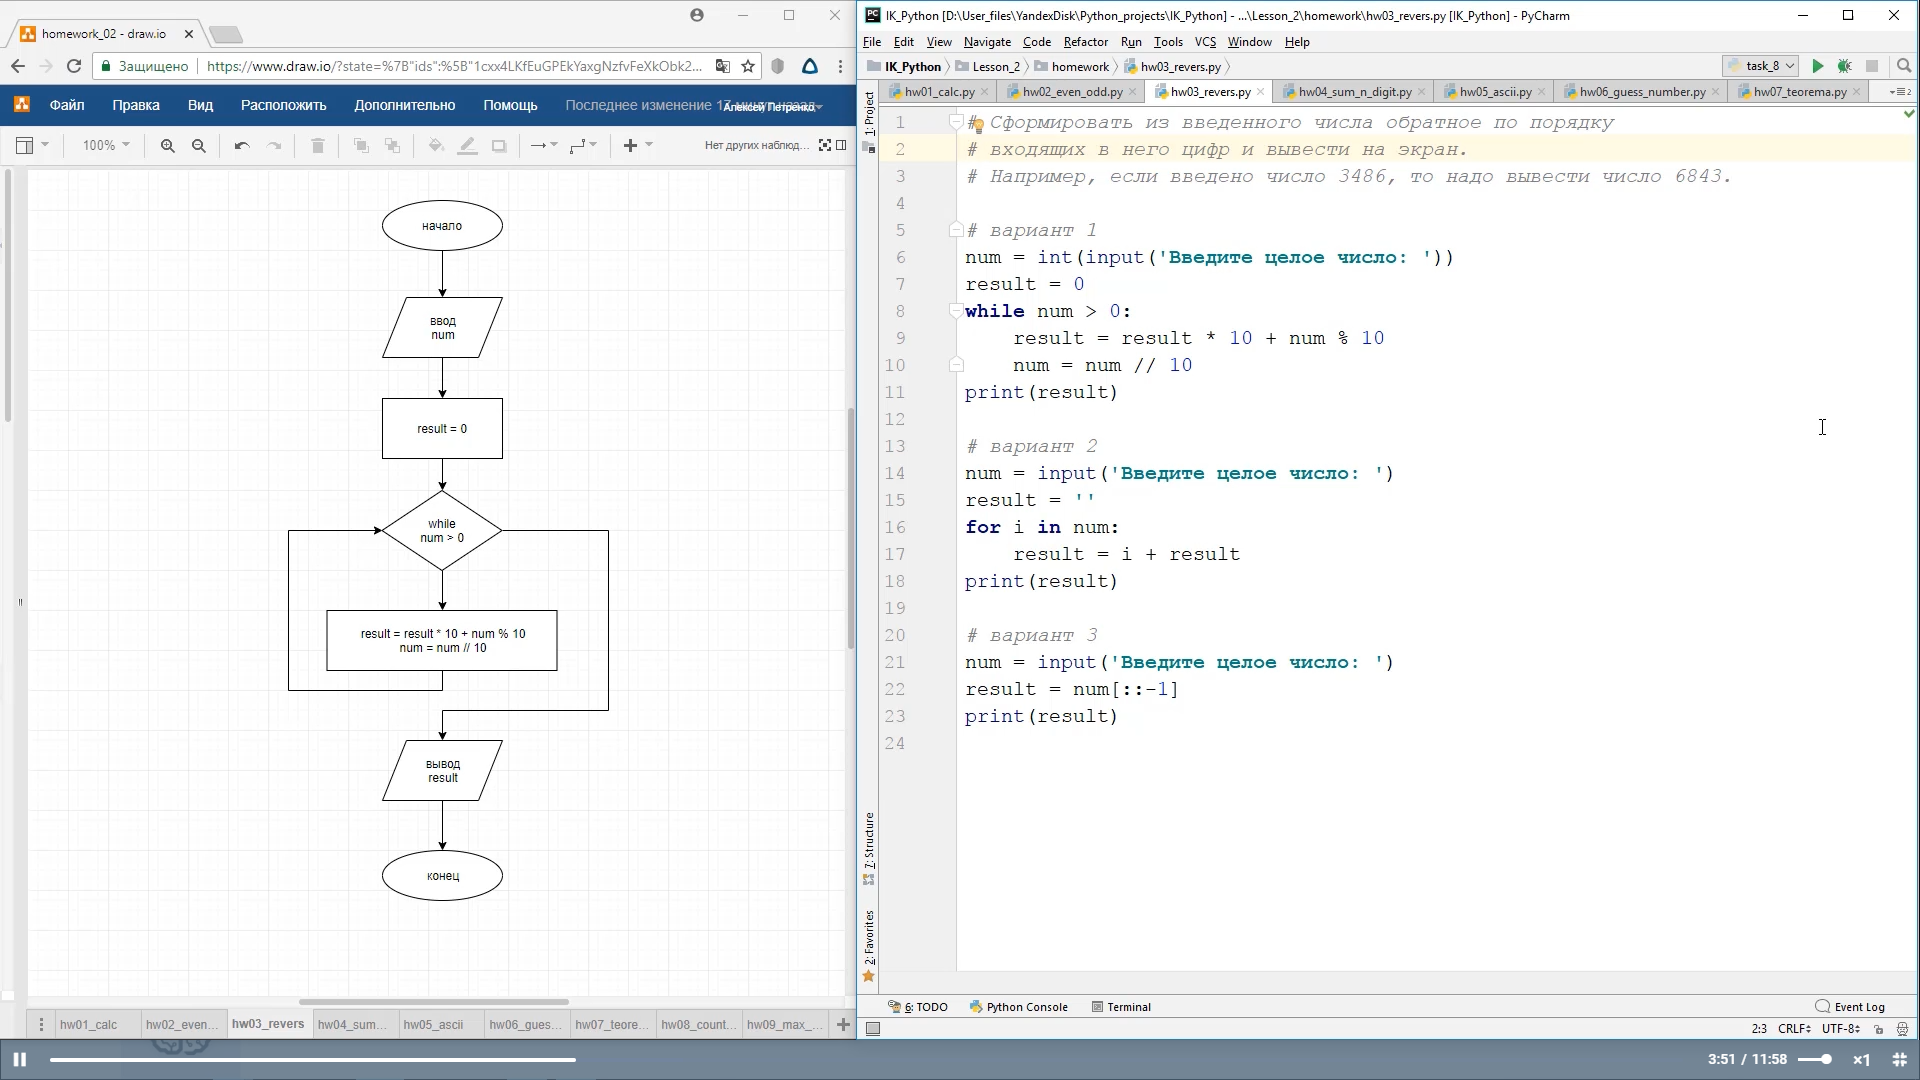 homework_02 - draw.io
Защищено
https://www.draw.io/?state=%7B"ids":%5B"1cxx4LKfEuGPEkYaxgNzfvFeXkObk2...
Файл Правка Вид Расположить Дополнительно Помощь Последнее изменение
Алексей Петренко
100%
Нет других наблюд...
начало
ввод
num
result = 0
while
num > 0
result = result * 10 + num % 10
num = num // 10
вывод
result
конец
hw01_calc hw02_even... hw03_revers hw04_sum... hw05_ascii hw06_gues... hw07_teore... hw08_count... hw09_max_...
IK_Python [D:\User_files\YandexDisk\Python_projects\IK_Python] - ...\Lesson_2\homework\hw03_revers.py [IK_Python] - PyCharm
File Edit View Navigate Code Refactor Run Tools VCS Window Help
IK_Python Lesson_2 homework hw03_revers.py
task_8
hw01_calc.py hw02_even_odd.py hw03_revers.py hw04_sum_n_digit.py hw05_ascii.py hw06_guess_number.py hw07_teorema.py
2
1: Project
7: Structure
2: Favorites
1 # Сформировать из введенного числа обратное по порядку
2 # входящих в него цифр и вывести на экран.
3 # Например, если введено число 3486, то надо вывести число 6843.
4
5 # вариант 1
6 num = int(input('Введите целое число: '))
7 result = 0
8 while num > 0:
9 result = result * 10 + num % 10
10 num = num // 10
11 print(result)
12
13 # вариант 2
14 num = input('Введите целое число: ')
15 result = ''
16 for i in num:
17 result = i + result
18 print(result)
19
20 # вариант 3
21 num = input('Введите целое число: ')
22 result = num[::-1]
23 print(result)
24
6: TODO Python Console Terminal Event Log
2:3 CRLF UTF-8
3:51 / 11:58 ×1